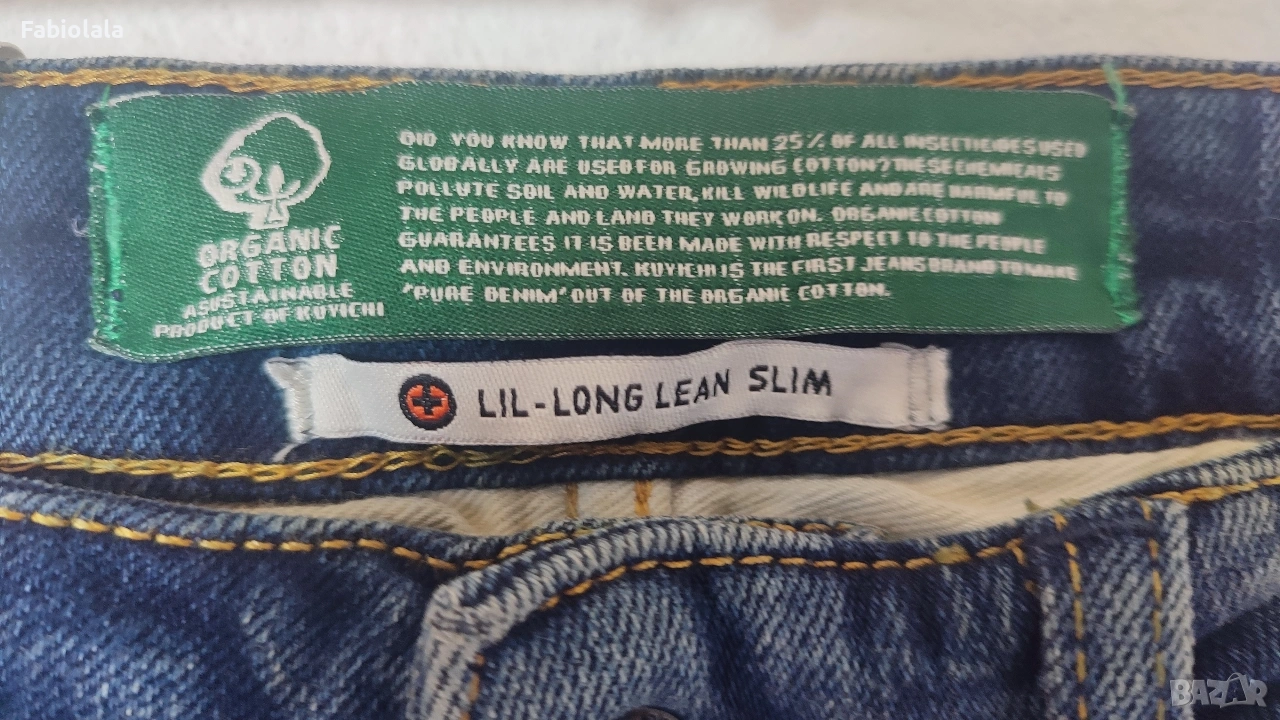 Fabiolala
ORGANIC
COTTON
A SUSTAINABLE
PRODUCT OF KUYICHI
DID YOU KNOW THAT MORE THAN 25% OF ALL INSECTICIDES USED
GLOBALLY ARE USED FOR GROWING COTTON? THESE CHEMICALS
POLLUTE SOIL AND WATER, KILL WILDLIFE AND ARE HARMFUL TO
THE PEOPLE AND LAND THEY WORK ON. ORGANIC COTTON
GUARANTEES IT IS BEEN MADE WITH RESPECT TO THE PEOPLE
AND ENVIRONMENT. KUYICHI IS THE FIRST JEANS BRAND TO MAKE
"PURE DENIM" OUT OF THE ORGANIC COTTON.
LIL-LONG LEAN SLIM
BAZAR